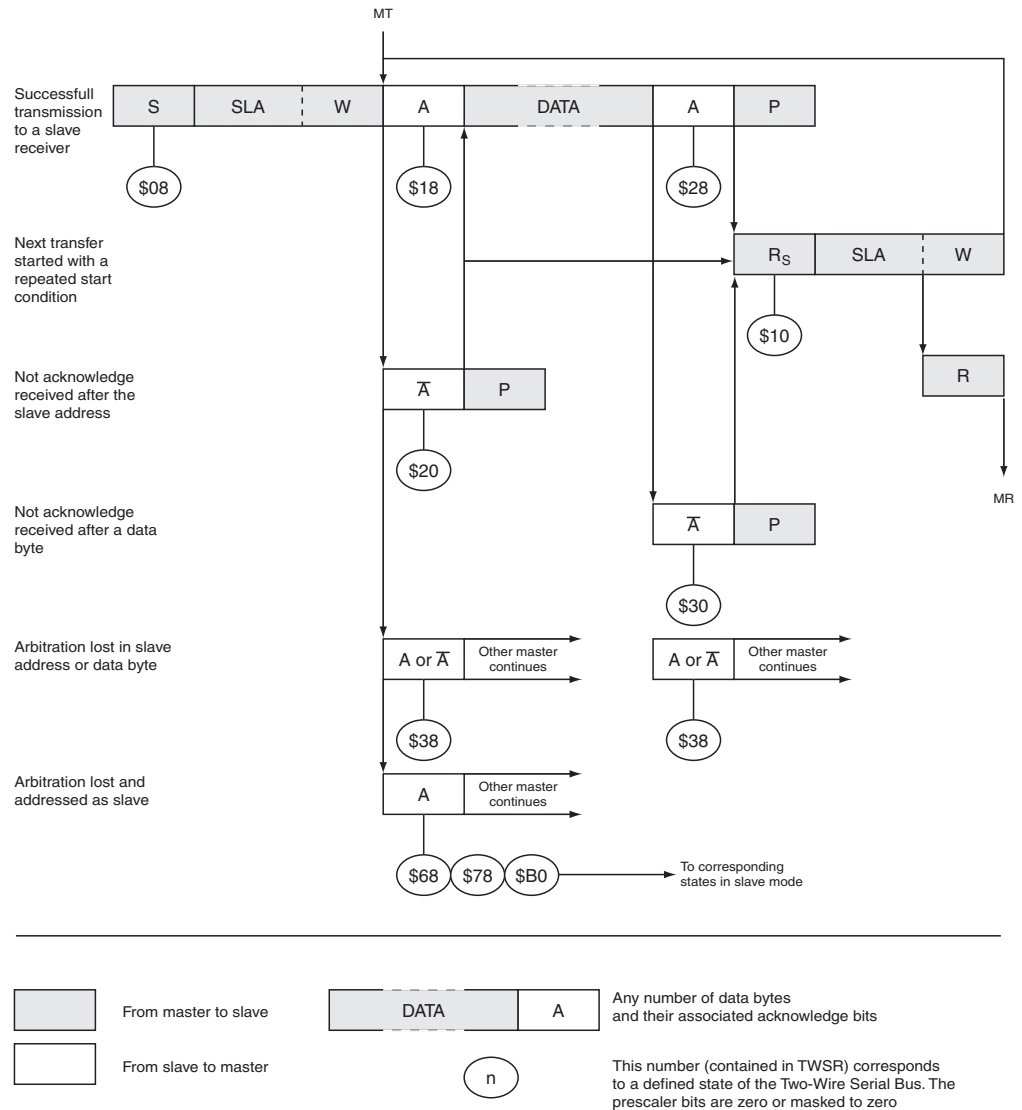 MT
Successfull
transmission
to a slave
receiver
S
SLA
W
A
DATA
A
P
$08
$18
$28
Next transfer
started with a
repeated start
condition
RS
SLA
W
$10
Not acknowledge
received after the
slave address
A̅
P
R
$20
MR
Not acknowledge
received after a data
byte
A̅
P
$30
Arbitration lost in slave
address or data byte
A or A̅
Other master
continues
A or A̅
Other master
continues
$38
$38
Arbitration lost and
addressed as slave
A
Other master
continues
$68
$78
$B0
To corresponding
states in slave mode
From master to slave
DATA
A
Any number of data bytes
and their associated acknowledge bits
From slave to master
n
This number (contained in TWSR) corresponds
to a defined state of the Two-Wire Serial Bus. The
prescaler bits are zero or masked to zero